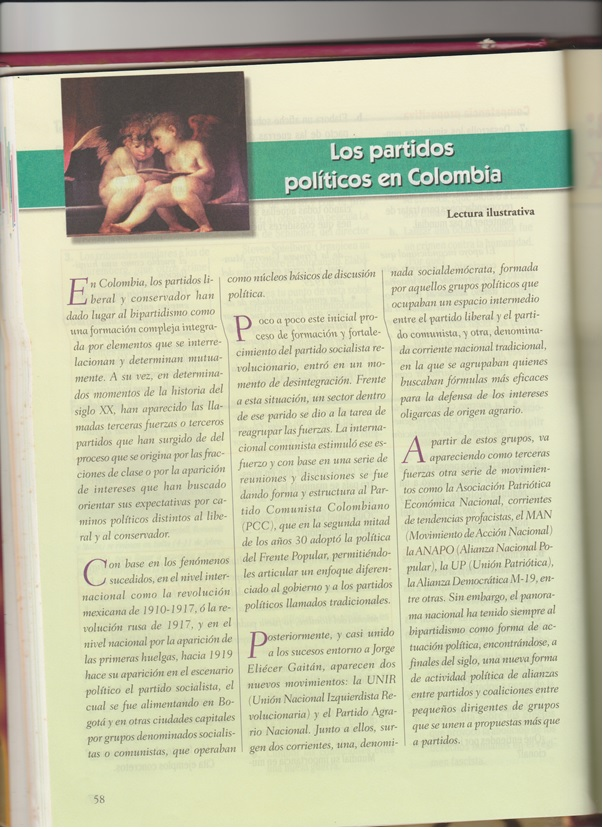 Los partidos
políticos en Colombia
Lectura ilustrativa
En Colombia, los partidos li-
beral y conservador han
dado lugar al bipartidismo como
una formación compleja integra-
da por elementos que se interre-
lacionan y determinan mutua-
mente. A su vez, en determina-
dos momentos de la historia del
siglo XX, han aparecido las lla-
madas terceras fuerzas o terceros
partidos que han surgido de del
proceso que se origina por las frac-
ciones de clase o por la aparición
de intereses que han buscado
orientar sus expectativas por ca-
minos políticos distintos al libe-
ral y al conservador.
Con base en los fenómenos
sucedidos, en el nivel inter-
nacional como la revolución
mexicana de 1910-1917, ó la re-
volución rusa de 1917, y en el
nivel nacional por la aparición de
las primeras huelgas, hacia 1919
hace su aparición en el escenario
político el partido socialista, el
cual se fue alimentando en Bo-
gotá y en otras ciudades capitales
por grupos denominados socialis-
tas o comunistas, que operaban
como núcleos básicos de discusión
política.
Poco a poco este inicial pro-
ceso de formación y fortale-
cimiento del partido socialista re-
volucionario, entró en un mo-
mento de desintegración. Frente
a esta situación, un sector dentro
de ese parido se dio a la tarea de
reagrupar las fuerzas. La interna-
cional comunista estimuló ese es-
fuerzo y con base en una serie de
reuniones y discusiones se fue
dando forma y estructura al Par-
tido Comunista Colombiano
(PCC), que en la segunda mitad
de los años 30 adoptó la política
del Frente Popular, permitiéndo-
les articular un enfoque diferen-
ciado al gobierno y a los partidos
políticos llamados tradicionales.
Posteriormente, y casi unido
a los sucesos entorno a Jorge
Eliécer Gaitán, aparecen dos
nuevos movimientos: la UNIR
(Unión Nacional Izquierdista Re-
volucionaria) y el Partido Agra-
rio Nacional. Junto a ellos, sur-
gen dos corrientes, una, denomi-
nada socialdemócrata, formada
por aquellos grupos políticos que
ocupaban un espacio intermedio
entre el partido liberal y el parti-
do comunista, y otra, denomina-
da corriente nacional tradicional,
en la que se agrupaban quienes
buscaban fórmulas más eficaces
para la defensa de los intereses
oligarcas de origen agrario.
A partir de estos grupos, va
apareciendo como terceras
fuerzas otra serie de movimien-
tos como la Asociación Patriótica
Económica Nacional, corrientes
de tendencias profacistas, el MAN
(Movimiento de Acción Nacional)
la ANAPO (Alianza Nacional Po-
pular), la UP (Unión Patriótica),
la Alianza Democrática M-19, en-
tre otras. Sin embargo, el panora-
ma nacional ha tenido siempre al
bipartidismo como forma de ac-
tuación política, encontrándose, a
finales del siglo, una nueva forma
de actividad política de alianzas
entre partidos y coaliciones entre
pequeños dirigentes de grupos
que se unen a propuestas más que
a partidos.
58